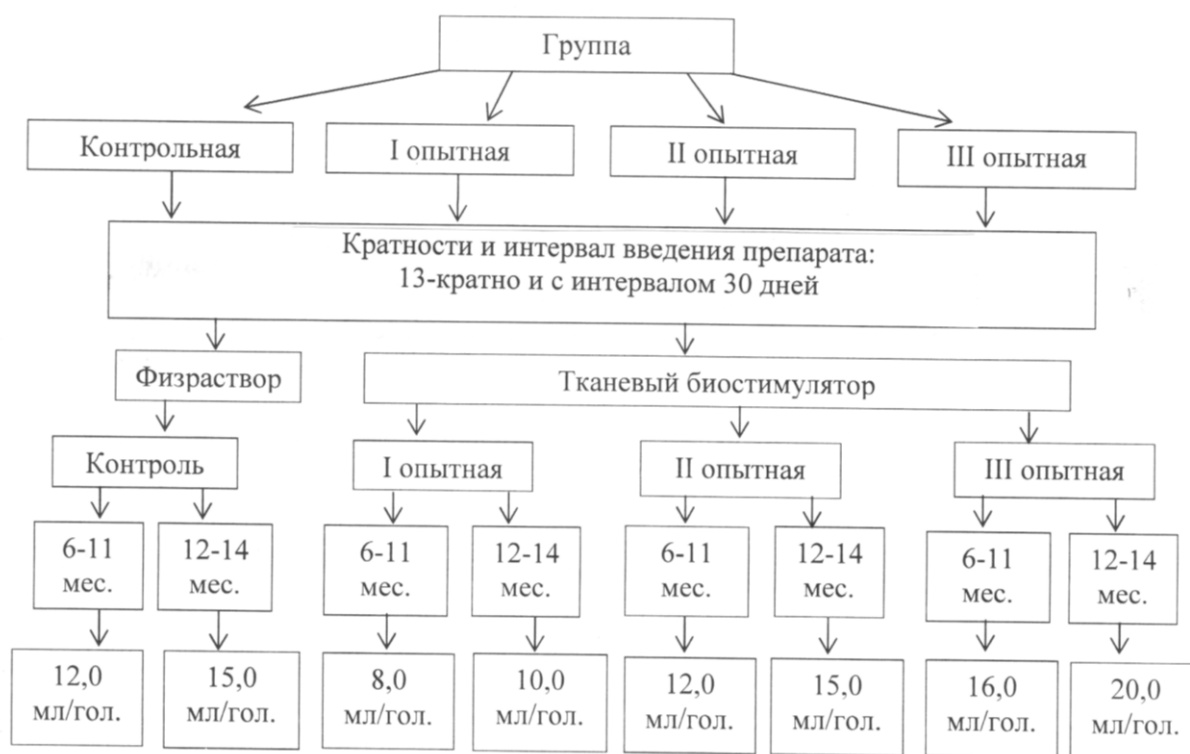 Группа
Контрольная
I опытная
II опытная
III опытная
Кратности и интервал введения препарата:
13-кратно и с интервалом 30 дней
Физраствор
Тканевый биостимулятор
Контроль
I опытная
II опытная
III опытная
6-11
мес.
12-14
мес.
6-11
мес.
12-14
мес.
6-11
мес.
12-14
мес.
6-11
мес.
12-14
мес.
12,0
мл/гол.
15,0
мл/гол.
8,0
мл/гол.
10,0
мл/гол.
12,0
мл/гол.
15,0
мл/гол.
16,0
мл/гол.
20,0
мл/гол.